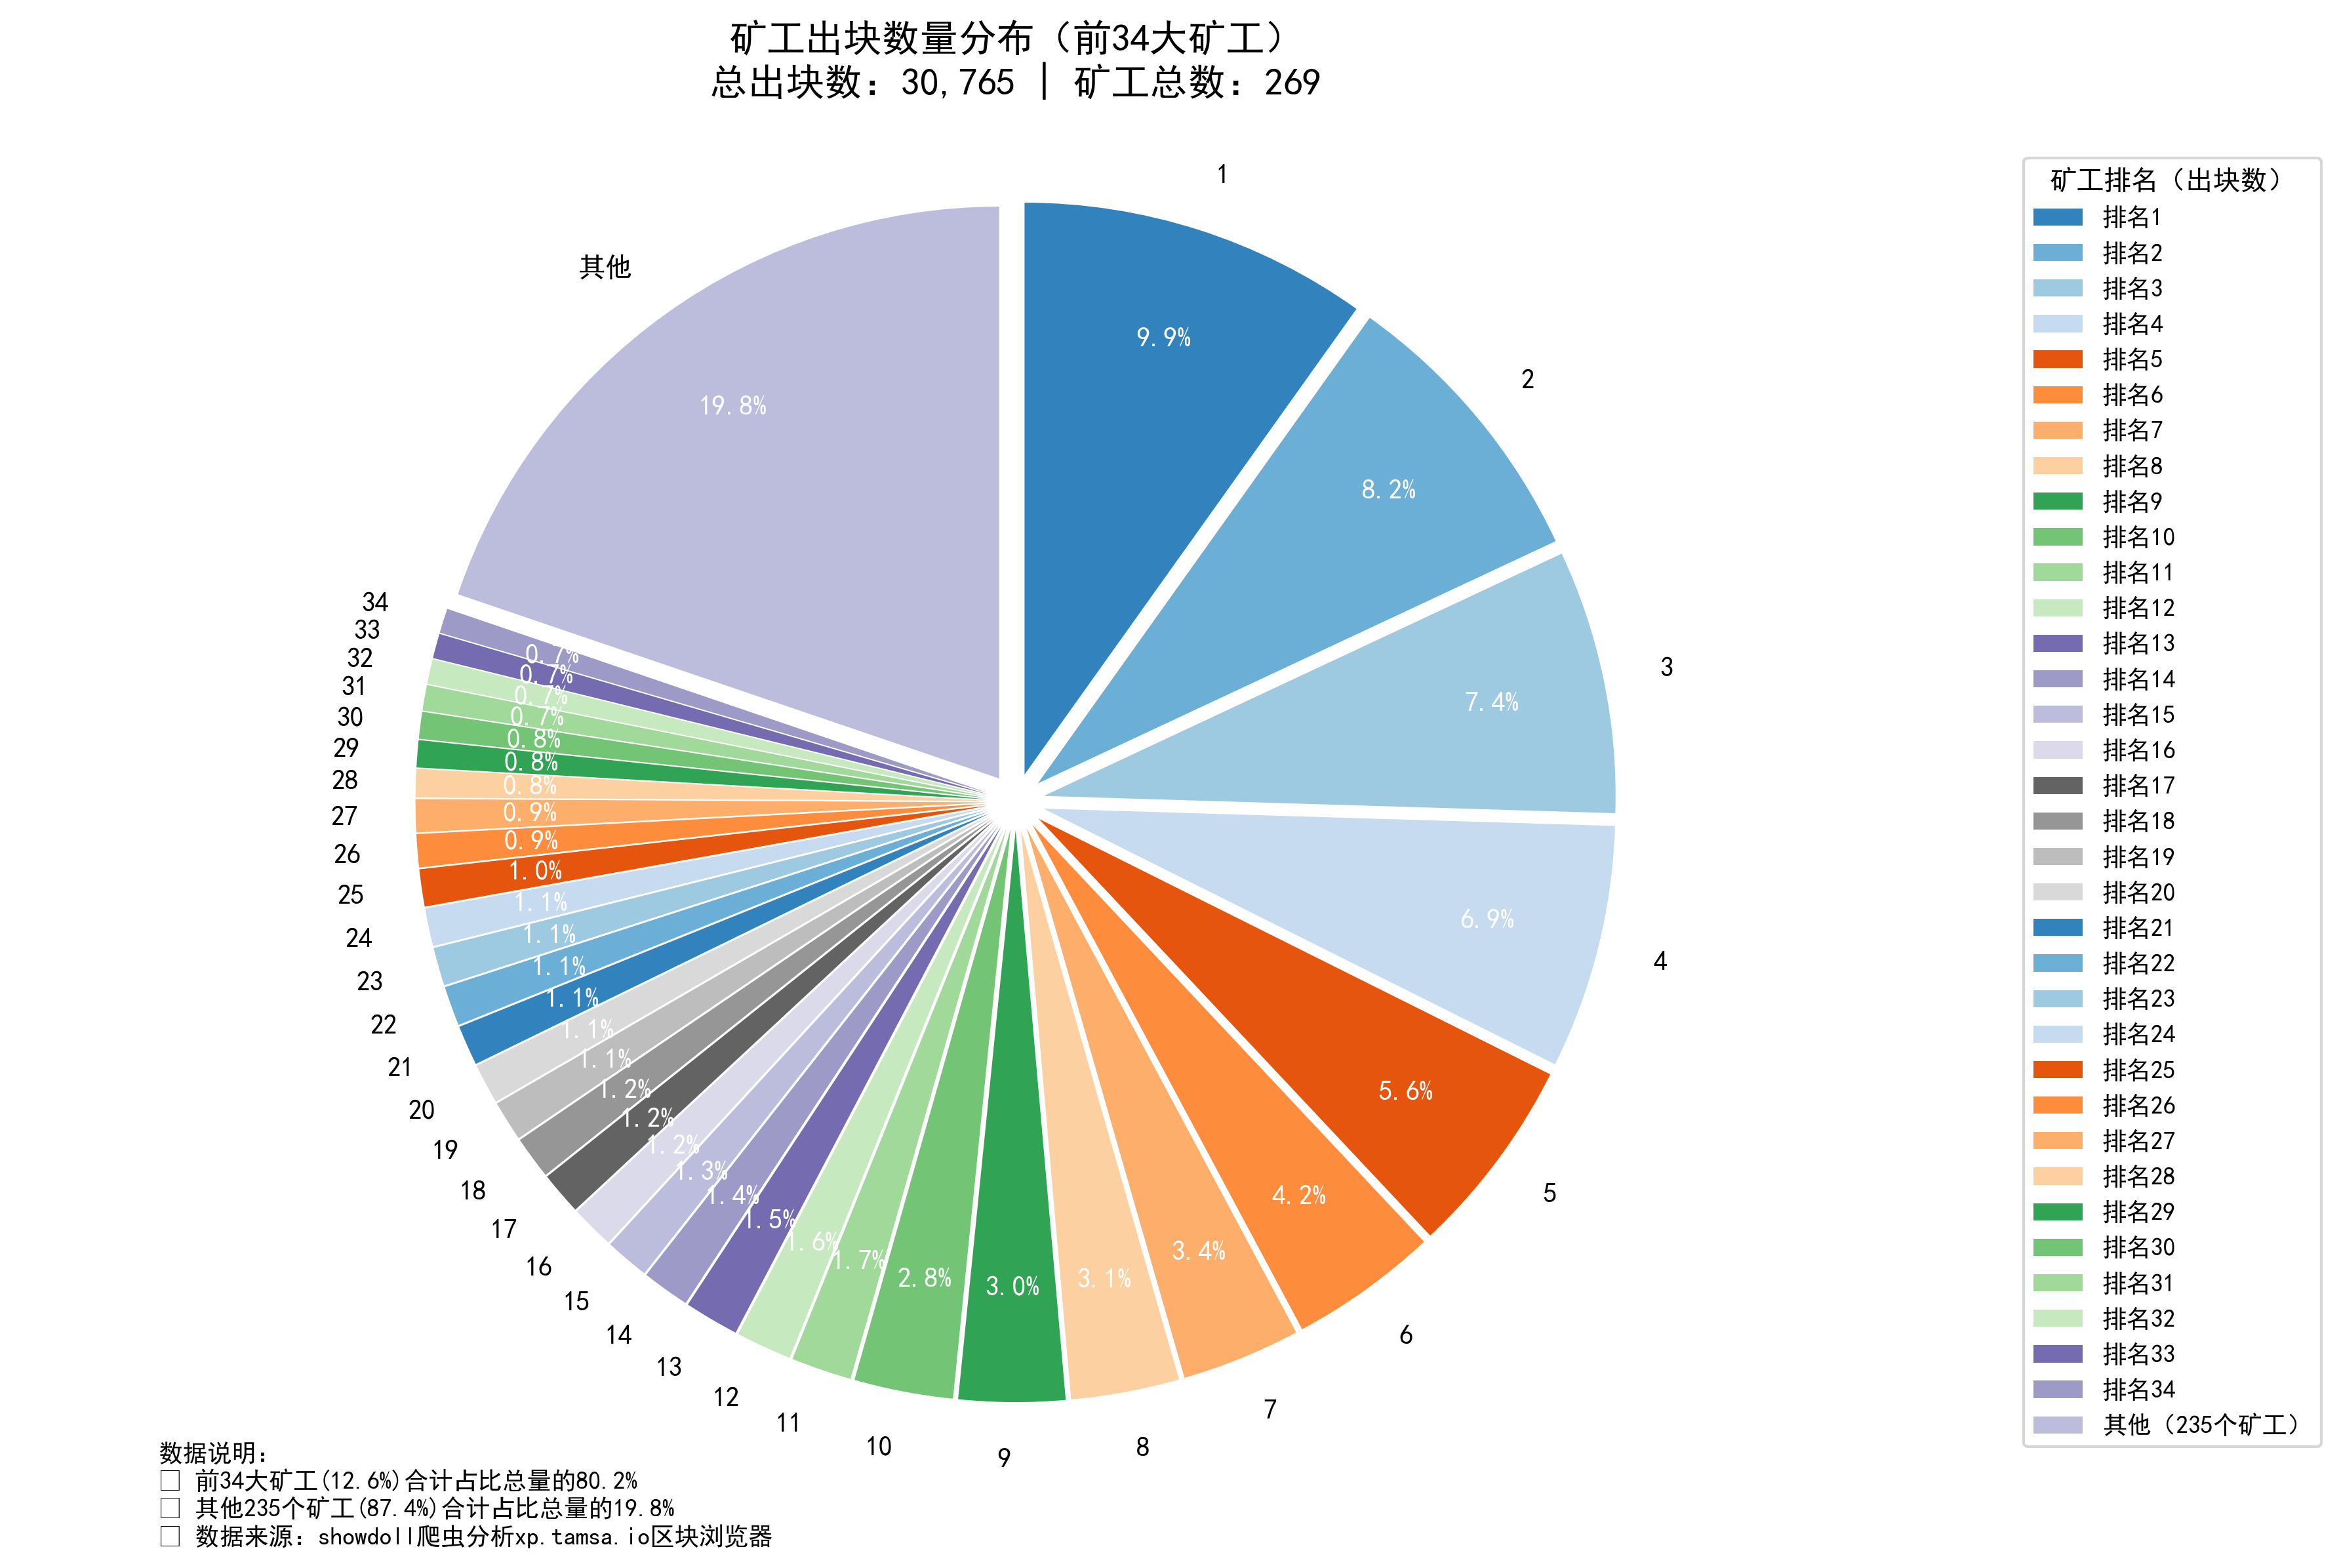 矿工出块数量分布（前34大矿工）
总出块数：30,765 | 矿工总数：269
1
2
3
4
5
6
7
8
9
10
11
12
13
14
15
16
17
18
19
20
21
22
23
24
25
26
27
28
29
30
31
32
33
34
其他
9.9%
8.2%
7.4%
6.9%
5.6%
4.2%
3.4%
3.1%
3.0%
2.8%
1.7%
1.6%
1.5%
1.4%
1.3%
1.2%
1.2%
1.2%
1.1%
1.1%
1.1%
1.1%
1.1%
1.1%
1.0%
0.9%
0.9%
0.8%
0.8%
0.8%
0.7%
0.7%
0.7%
0.7%
19.8%
矿工排名（出块数）
排名1
排名2
排名3
排名4
排名5
排名6
排名7
排名8
排名9
排名10
排名11
排名12
排名13
排名14
排名15
排名16
排名17
排名18
排名19
排名20
排名21
排名22
排名23
排名24
排名25
排名26
排名27
排名28
排名29
排名30
排名31
排名32
排名33
排名34
其他（235个矿工）
数据说明：
□ 前34大矿工(12.6%)合计占比总量的80.2%
□ 其他235个矿工(87.4%)合计占比总量的19.8%
□ 数据来源：showdoll爬虫分析xp.tamsa.io区块浏览器